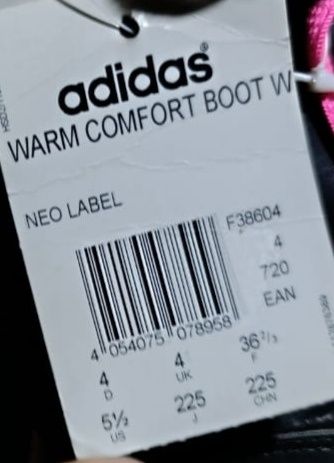 adidas®
WARM COMFORT BOOT W
NEO LABEL
F38604
4
720
EAN
4 054075 078958
4 4 36²/₃
D UK F
5½ 225 225
US J CHN